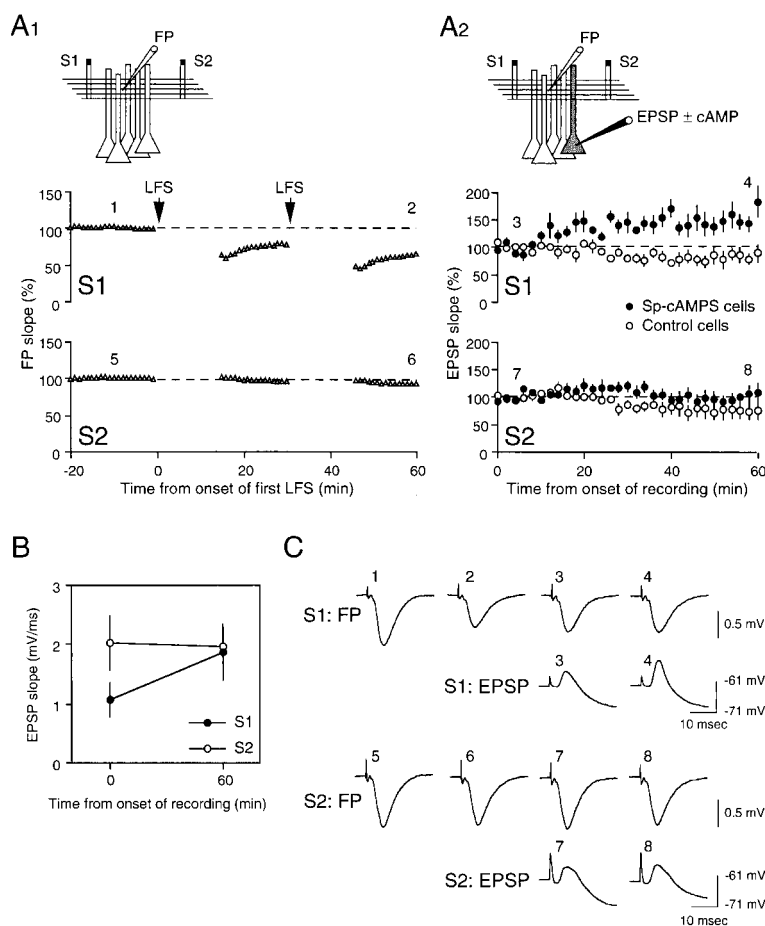 A1
FP
S1
S2
LFS
LFS
1
2
150
100
50
0
S1
FP slope (%)
5
6
150
100
50
0
S2
-20
0
20
40
60
Time from onset of first LFS (min)
A2
FP
S1
S2
EPSP ± cAMP
200
150
100
50
0
3
4
S1
EPSP slope (%)
Sp-cAMPS cells
Control cells
200
150
100
50
0
7
8
S2
0
20
40
60
Time from onset of recording (min)
B
3
2
1
0
EPSP slope (mV/ms)
S1
S2
0
60
Time from onset of recording (min)
C
1
2
3
4
S1: FP
0.5 mV
3
4
S1: EPSP
-61 mV
-71 mV
10 msec
5
6
7
8
S2: FP
0.5 mV
7
8
S2: EPSP
-61 mV
-71 mV
10 msec